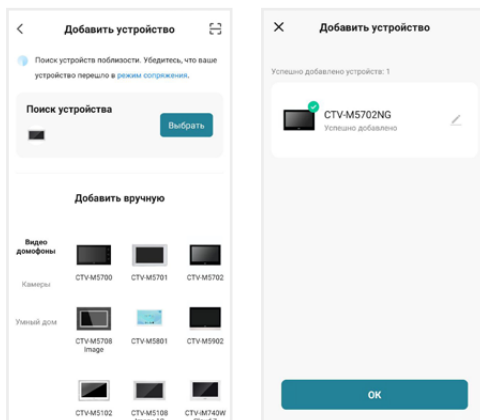 Добавить устройство
Поиск устройств поблизости. Убедитесь, что ваше
устройство перешло в режим сопряжения.
Поиск устройства
Выбрать
Добавить вручную
Видео
домофоны
Камеры
Умный дом
CTV-M5700
CTV-M5701
CTV-M5702
CTV-M5708
Image
CTV-M5801
CTV-M5902
CTV-M5102
CTV-M5108
CTV-iM740W
Добавить устройство
Успешно добавлено устройств: 1
CTV-M5702NG
Успешно добавлено
ОК